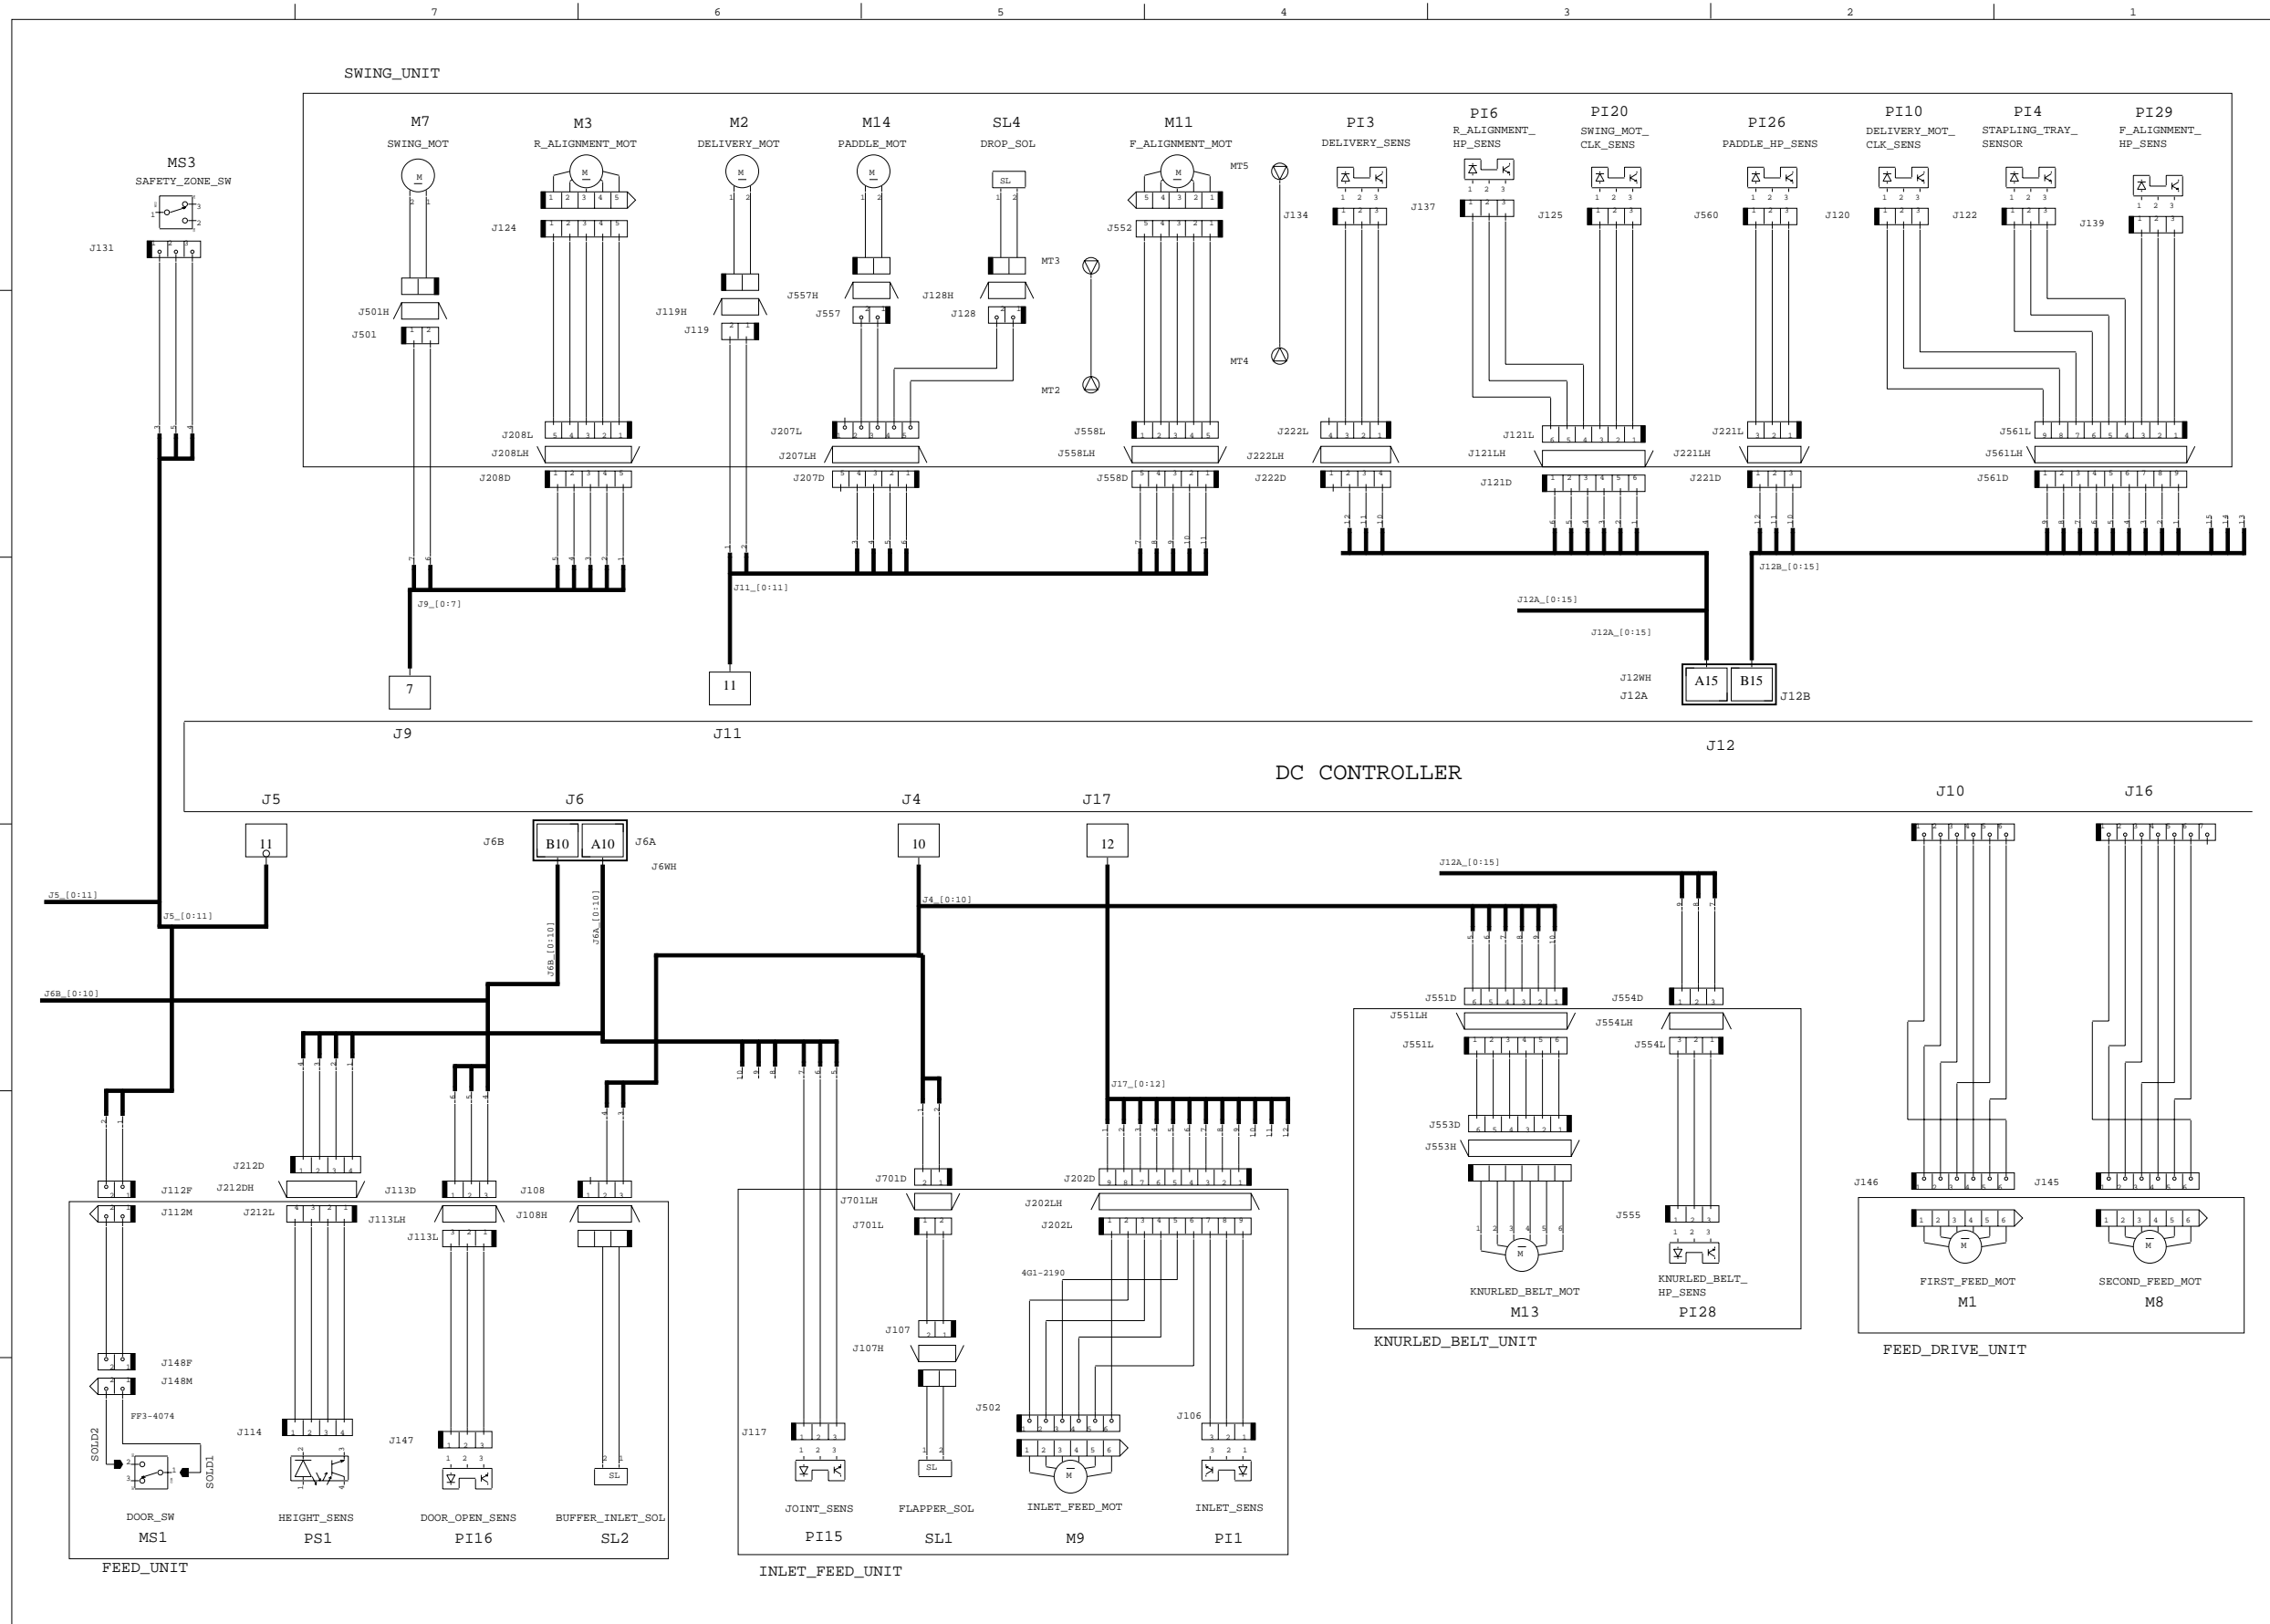 7 6 5 4 3 2 1
SWING_UNIT
M7 M3 M2 M14 SL4 M11 PI3 PI6 PI20 PI26 PI10 PI4 PI29
SWING_MOT R_ALIGNMENT_MOT DELIVERY_MOT PADDLE_MOT DROP_SOL F_ALIGNMENT_MOT DELIVERY_SENS
R_ALIGNMENT_
HP_SENS
SWING_MOT_
CLK_SENS
PADDLE_HP_SENS
DELIVERY_MOT_
CLK_SENS
STAPLING_TRAY_
SENSOR
F_ALIGNMENT_
HP_SENS
MS3
SAFETY_ZONE_SW
M M M M SL M
MT5
J131 J124 J552 J134 J137 J125 J560 J120 J122 J139
MT3
J501H J119H J557H J128H
J501 J119 J557 J128
MT4
MT2
J208L J207L J558L J222L J121L J221L J561L
J208LH J207LH J558LH J222LH J121LH J221LH J561LH
J208D J207D J558D J222D J121D J221D J561D
J9_[0:7] J11_[0:11] J12A_[0:15] J12B_[0:15]
J12A_[0:15]
7 11 A15 B15
J12WH
J12A J12B
J9 J11 J12
DC CONTROLLER
J5 J6 J4 J17 J10 J16
11 B10 A10 10 12
J6B J6A
J6WH
J12A_[0:15]
J5_[0:11]
J5_[0:11]
J4_[0:10]
J6B_[0:10]
J6A_[0:10]
J6B_[0:10]
J551D J554D
J551LH J554LH
J551L J554L
J17_[0:12]
J553D
J553H
J212D J701D J202D
J112F J212DH J113D J108 J701LH J202LH J146 J145
J112M J212L J113LH J108H J701L J202L J555
J113L
4G1-2190
M M M
KNURLED_BELT_MOT
M13
KNURLED_BELT_
HP_SENS
PI28
FIRST_FEED_MOT
M1
SECOND_FEED_MOT
M8
KNURLED_BELT_UNIT
FEED_DRIVE_UNIT
J107
J107H
J148F
J148M
FP3-4074
SOLD2
SOLD1
J114 J147 J117 J502 J106
SL SL M
DOOR_SW HEIGHT_SENS DOOR_OPEN_SENS BUFFER_INLET_SOL JOINT_SENS FLAPPER_SOL INLET_FEED_MOT INLET_SENS
MS1 PS1 PI16 SL2 PI15 SL1 M9 PI1
FEED_UNIT
INLET_FEED_UNIT